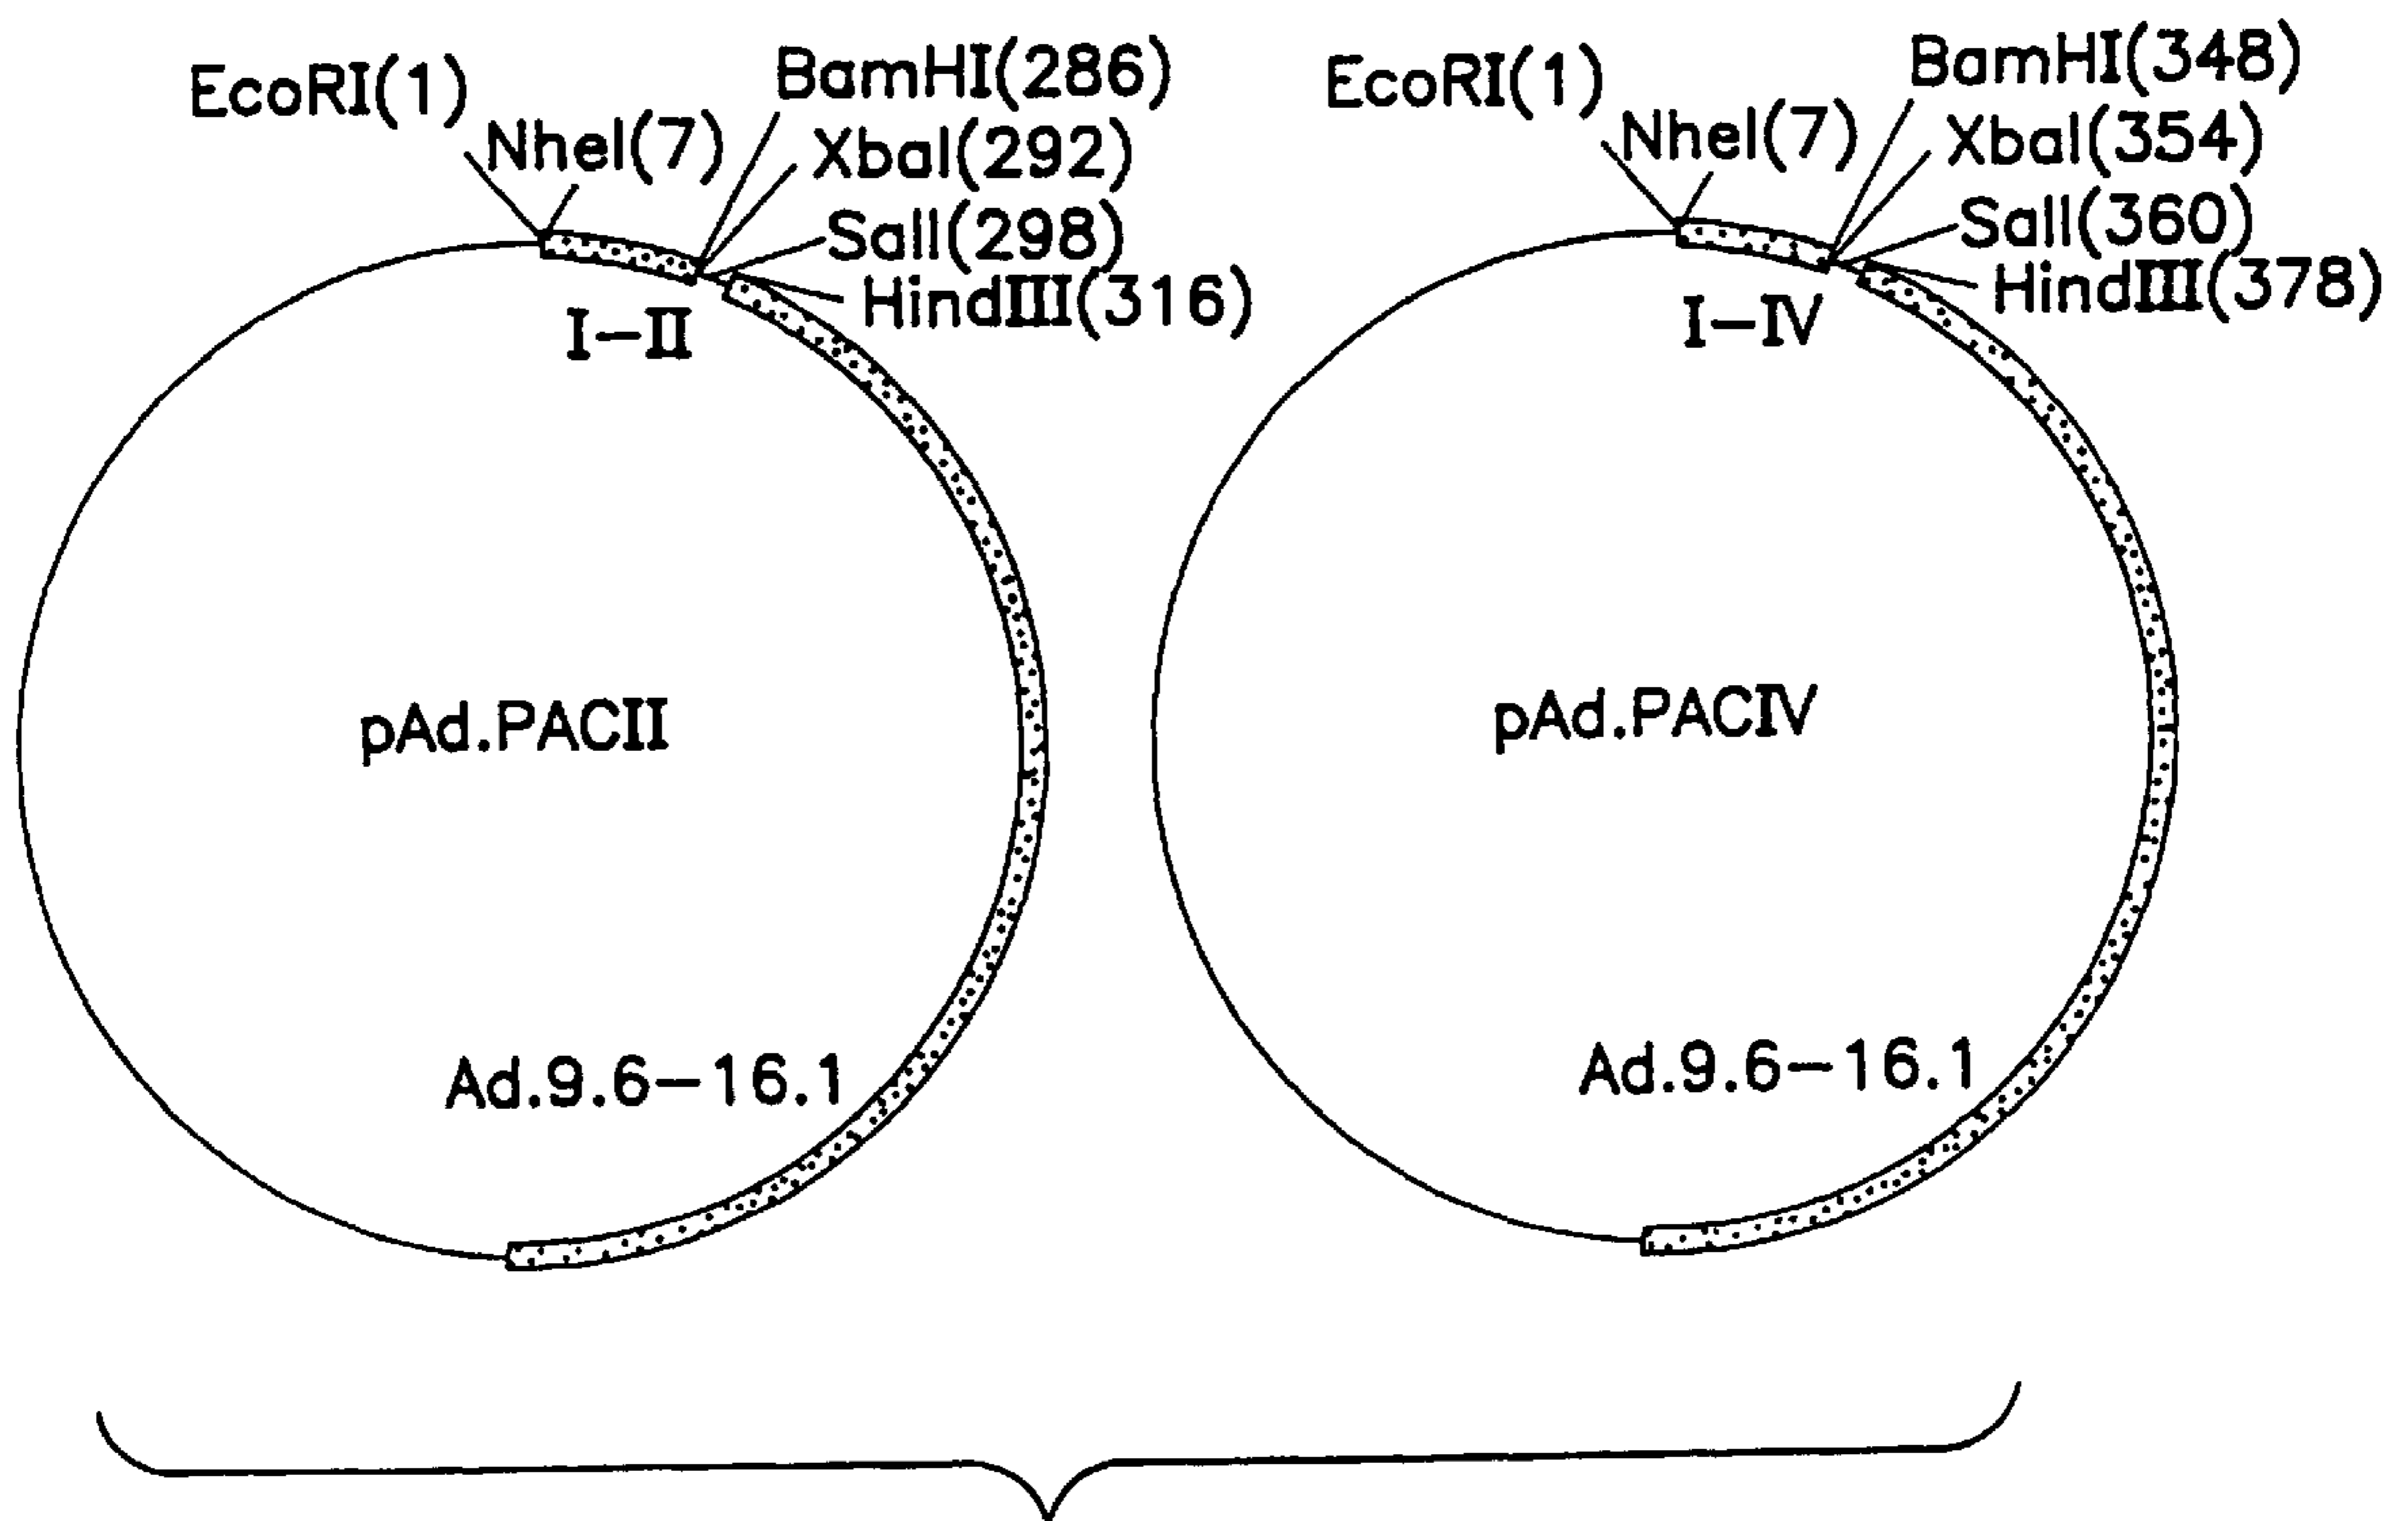 EcoRI(1)
NheI(7)
BamHI(286)
XbaI(292)
SalI(298)
HindIII(316)
I-II
pAd.PACII
Ad.9.6-16.1
EcoRI(1)
NheI(7)
BamHI(348)
XbaI(354)
SalI(360)
HindIII(378)
I-IV
pAd.PACIV
Ad.9.6-16.1